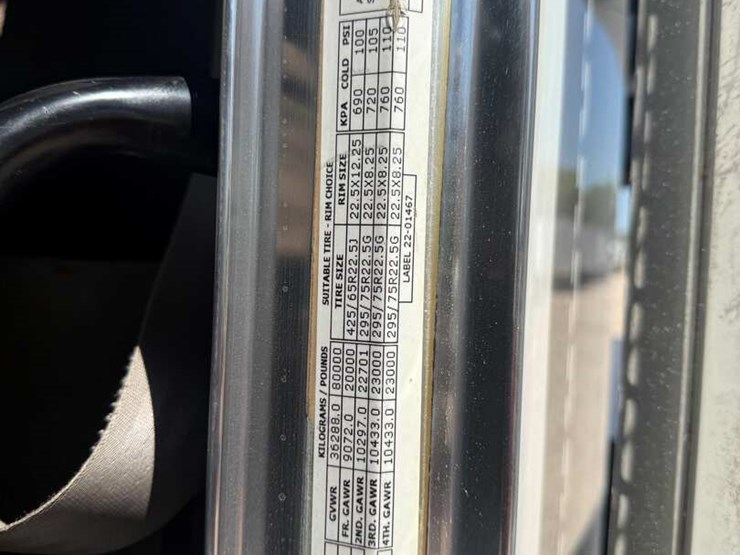 KILOGRAMS / POUNDS SUITABLE TIRE - RIM CHOICE
GVWR 36288.0 80000 TIRE SIZE RIM SIZE KPA COLD PSI
FR. GAWR 9072.0 20000 425/65R22.5J 22.5X12.25 690 100
2ND. GAWR 10297.0 22701 295/75R22.5G 22.5X8.25 720 105
3RD. GAWR 10433.0 23000 295/75R22.5G 22.5X8.25 760 110
4TH. GAWR 10433.0 23000 295/75R22.5G 22.5X8.25 760 110
LABEL 22-01467